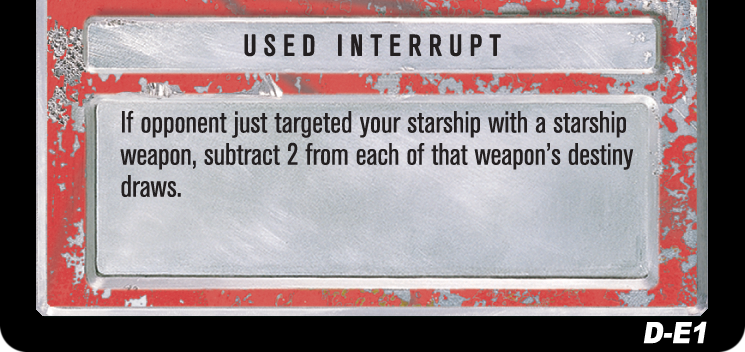 USED INTERRUPT
If opponent just targeted your starship with a starship
weapon, subtract 2 from each of that weapon’s destiny
draws.
D-E1